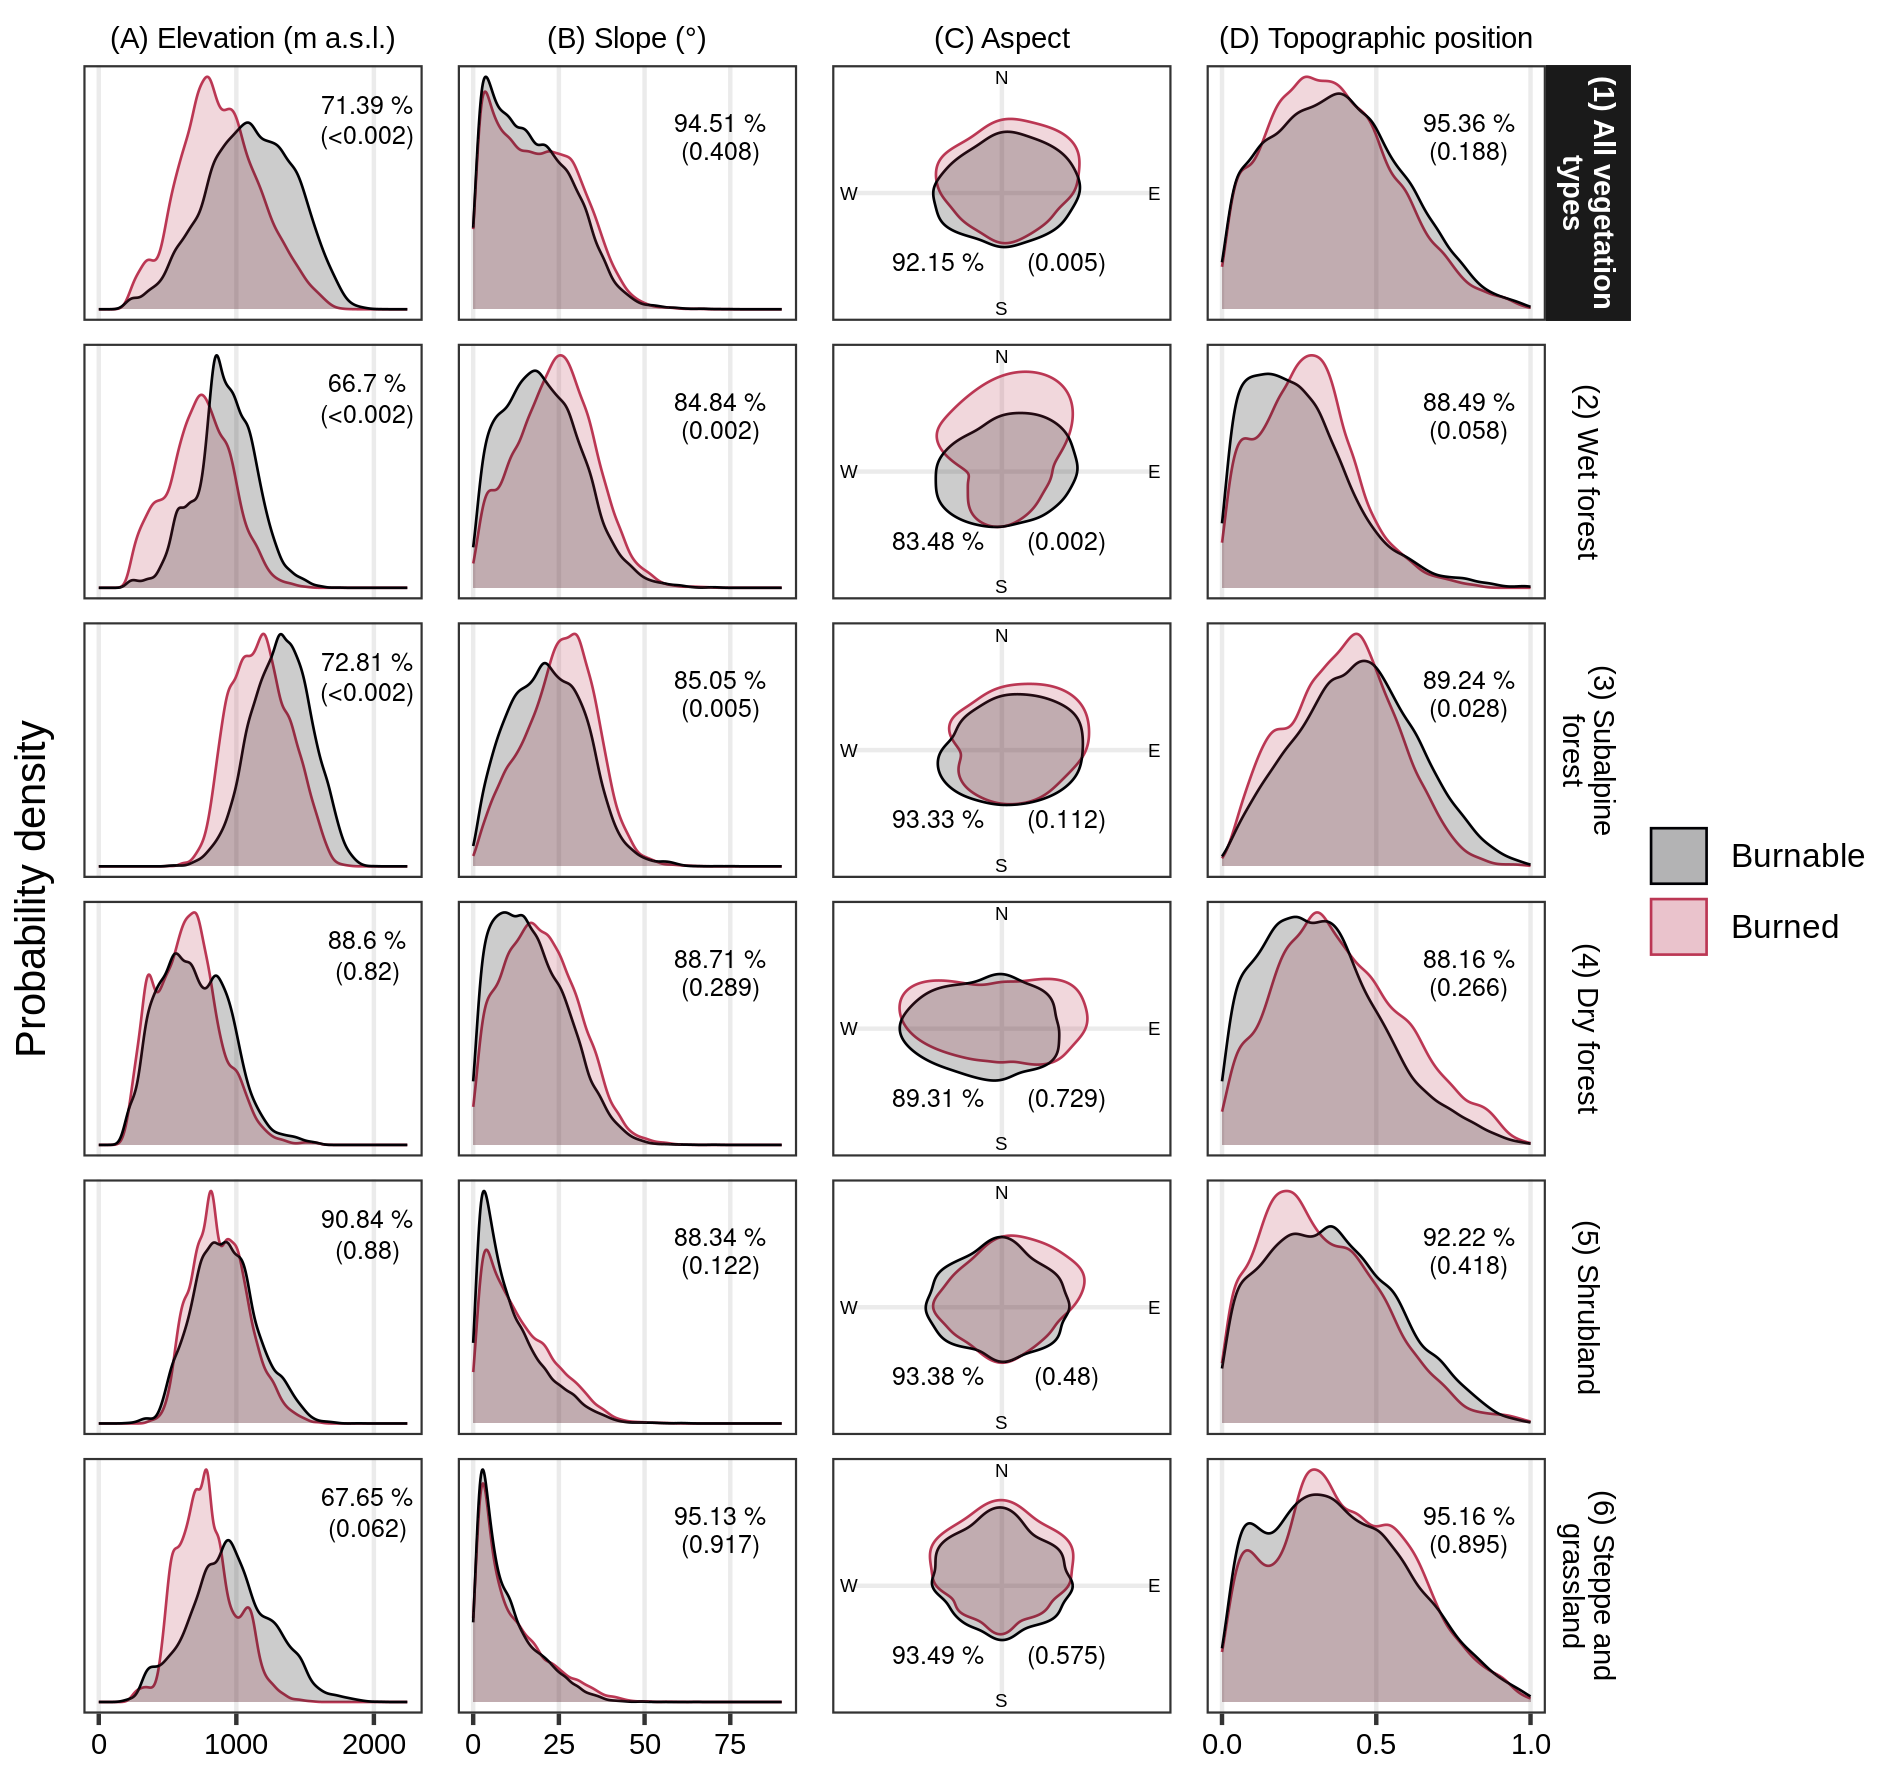 (A) Elevation (m a.s.l.)
(B) Slope (°)
(C) Aspect
(D) Topographic position
71.39 %
(<0.002)
94.51 %
(0.408)
N
W
E
S
92.15 %
(0.005)
95.36 %
(0.188)
(1) All vegetation
types
66.7 %
(<0.002)
84.84 %
(0.002)
N
W
E
S
83.48 %
(0.002)
88.49 %
(0.058)
(2) Wet forest
72.81 %
(<0.002)
85.05 %
(0.005)
N
W
E
S
93.33 %
(0.112)
89.24 %
(0.028)
(3) Subalpine
forest
88.6 %
(0.82)
88.71 %
(0.289)
N
W
E
S
89.31 %
(0.729)
88.16 %
(0.266)
(4) Dry forest
90.84 %
(0.88)
88.34 %
(0.122)
N
W
E
S
93.38 %
(0.48)
92.22 %
(0.418)
(5) Shrubland
67.65 %
(0.062)
95.13 %
(0.917)
N
W
E
S
93.49 %
(0.575)
95.16 %
(0.895)
(6) Steppe and
grassland
0 1000 2000
0 25 50 75
0.0 0.5 1.0
Probability density
Burnable
Burned